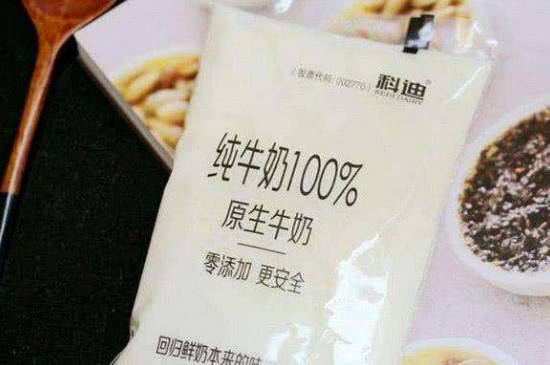 (股票代码:002770) 科迪®
纯牛奶100%
原生牛奶
零添加 更安全
回归鲜奶本来的味